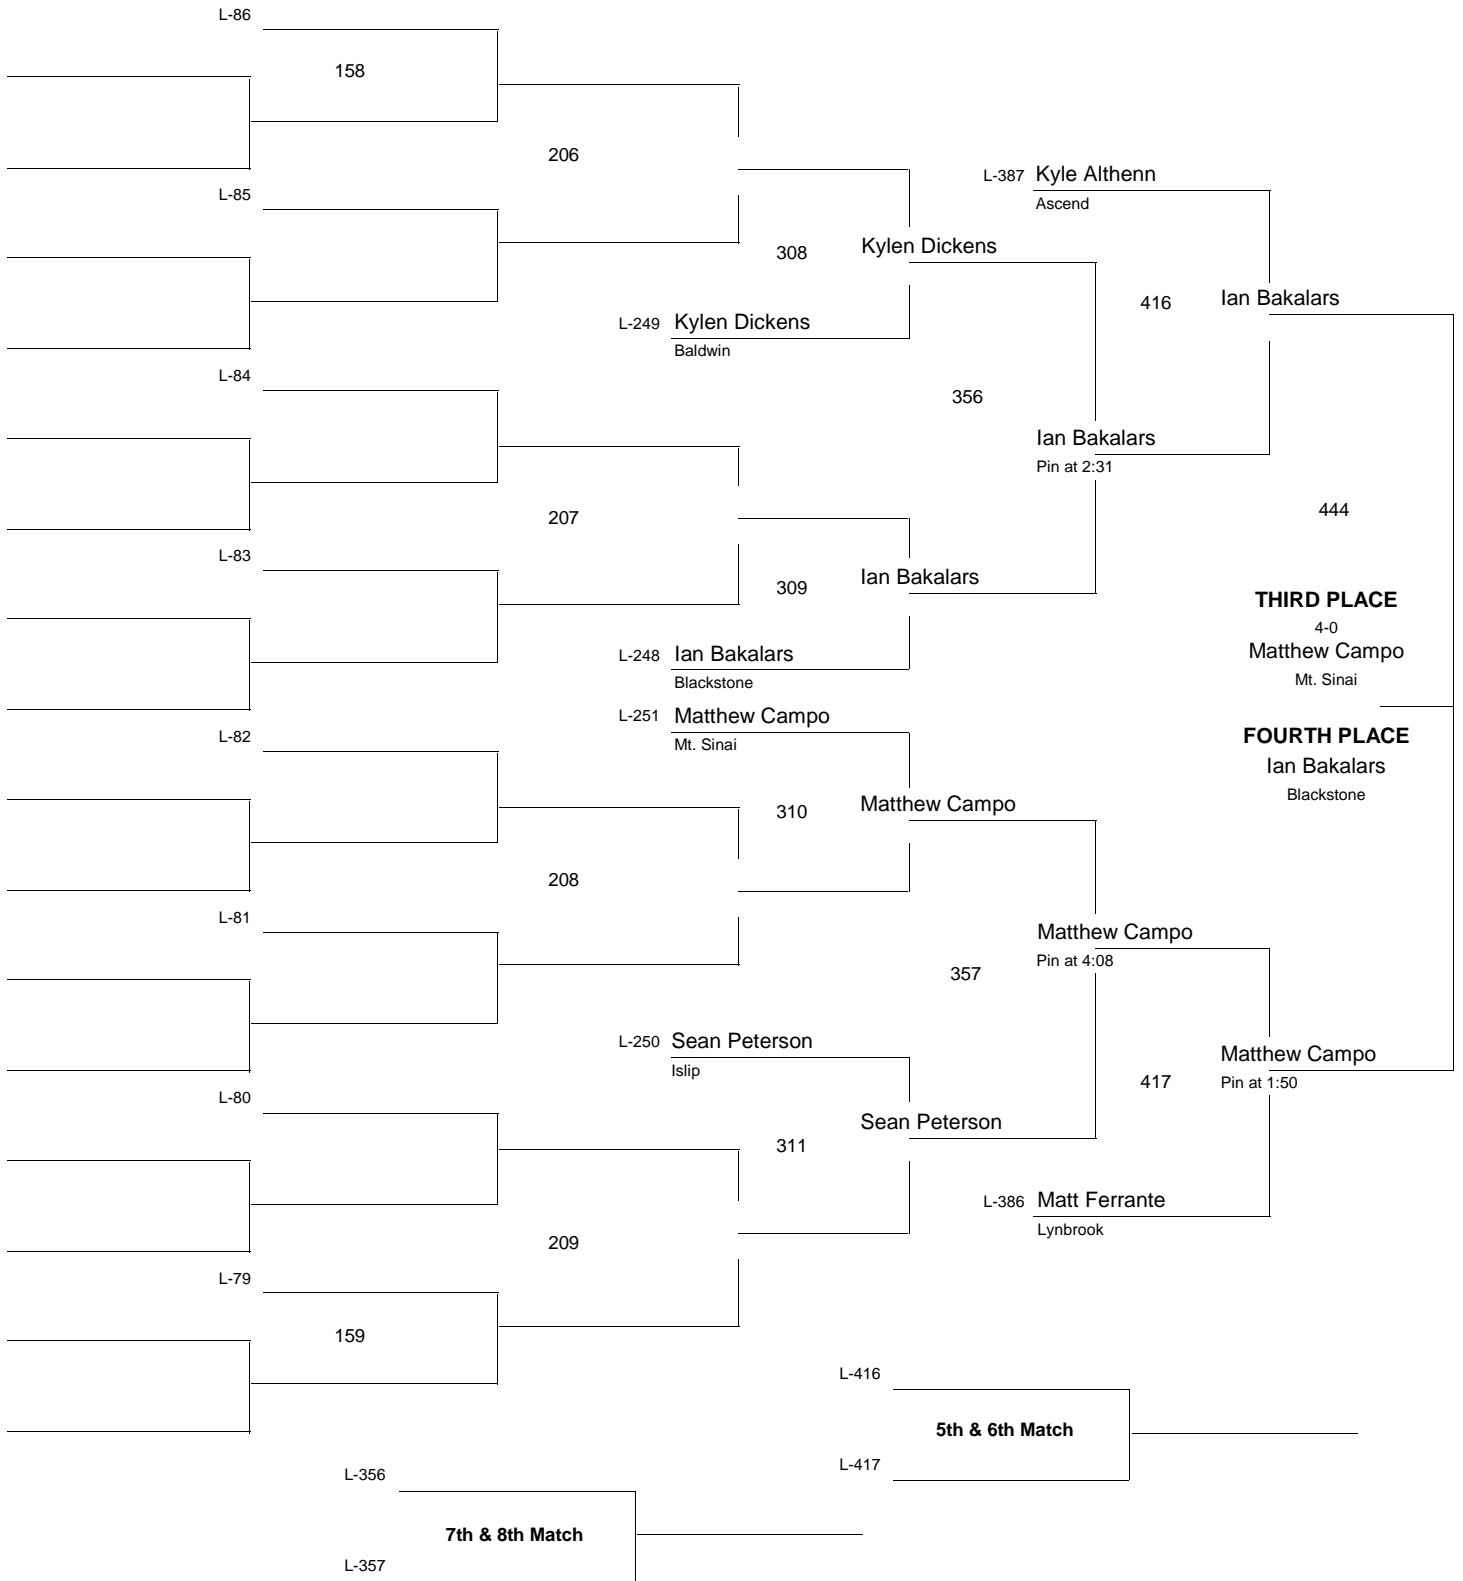 L-86
158
206
L-85
L-387 Kyle Althenn
Ascend
308
Kylen Dickens
416
Ian Bakalars
L-249 Kylen Dickens
Baldwin
L-84
356
Ian Bakalars
Pin at 2:31
207
444
L-83
309
Ian Bakalars
THIRD PLACE
4-0
Matthew Campo
Mt. Sinai
L-248 Ian Bakalars
Blackstone
L-251 Matthew Campo
Mt. Sinai
L-82
FOURTH PLACE
Ian Bakalars
Blackstone
310
Matthew Campo
208
L-81
Matthew Campo
Pin at 4:08
357
L-250 Sean Peterson
Islip
Matthew Campo
Pin at 1:50
417
L-80
311
Sean Peterson
L-386 Matt Ferrante
Lynbrook
209
L-79
159
L-416
5th & 6th Match
L-417
L-356
7th & 8th Match
L-357